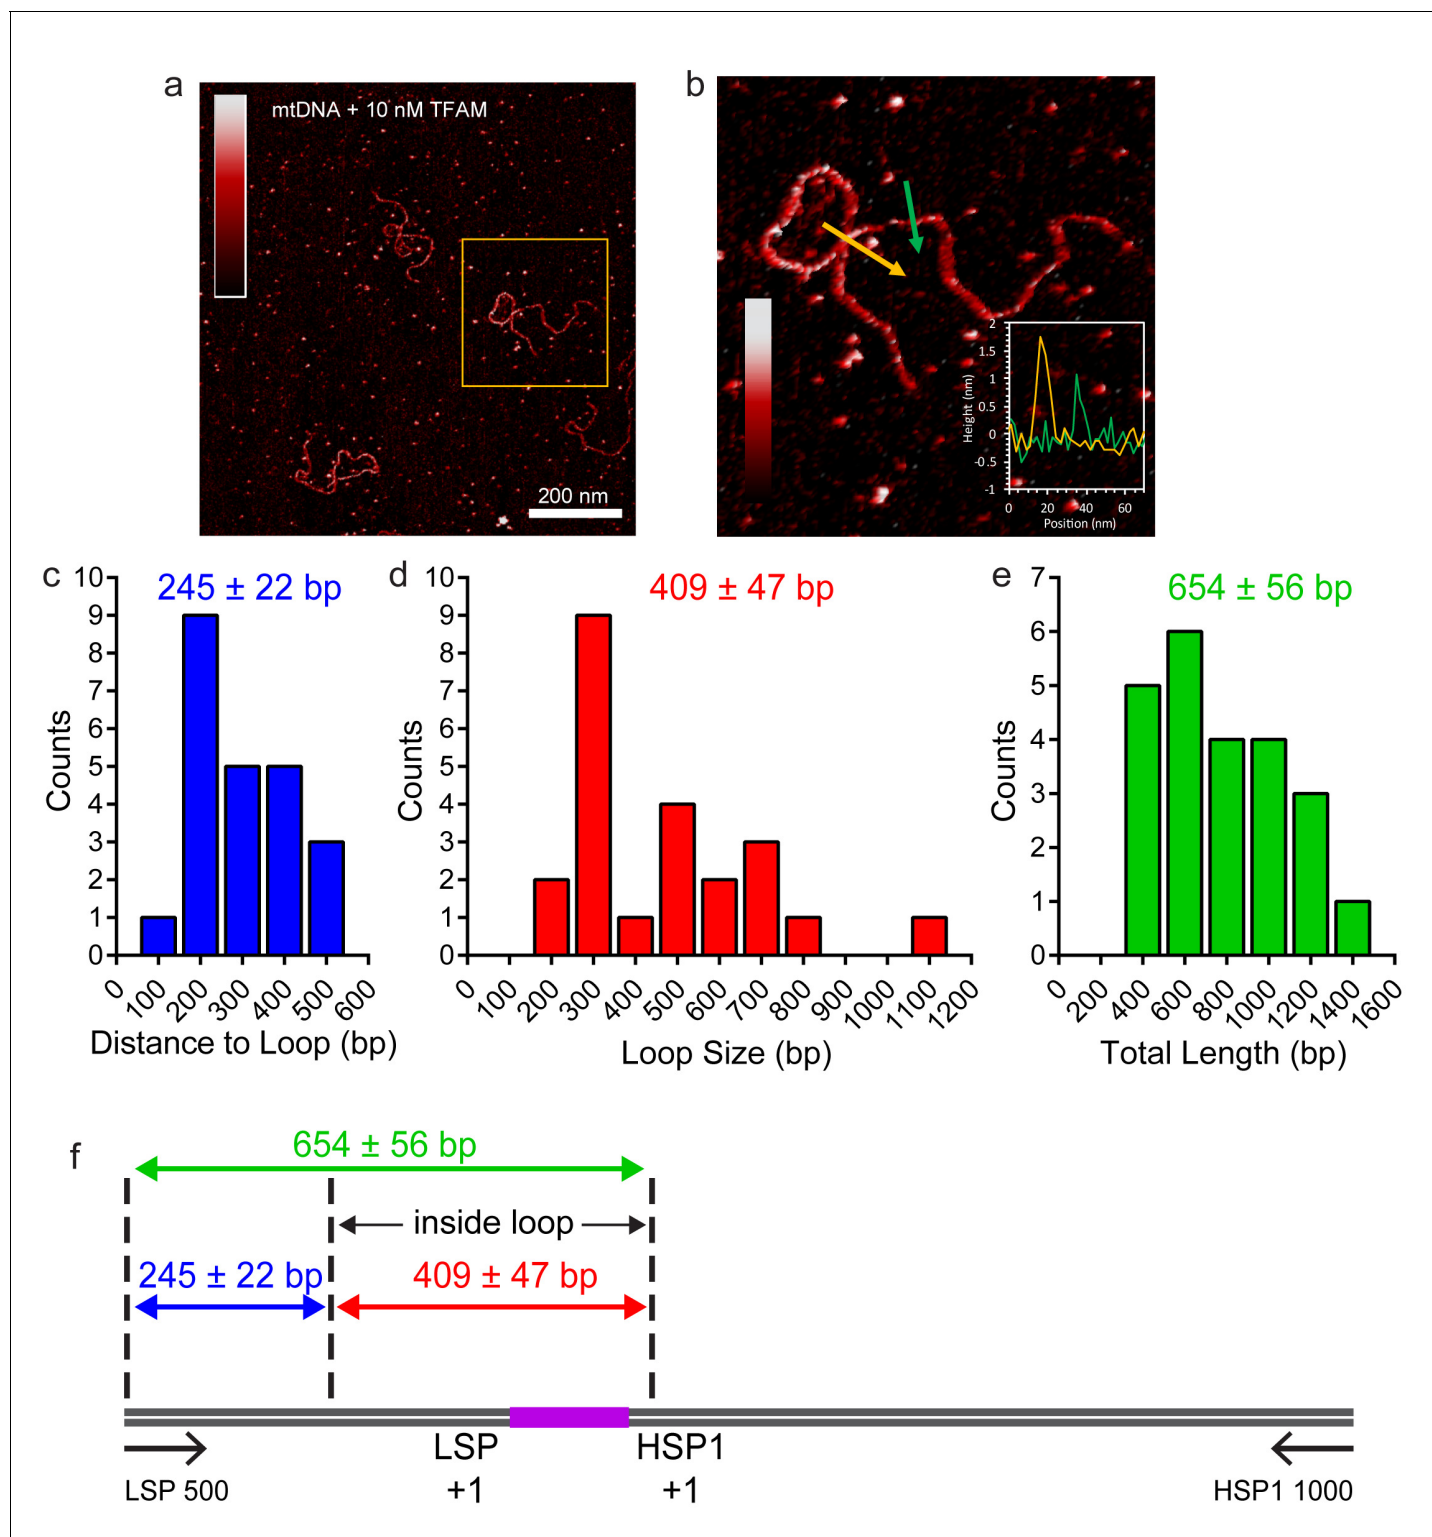 a
mtDNA + 10 nM TFAM
200 nm
b
2
1.5
1
0.5
0
-0.5
-1
Height (nm)
0 20 40 60
Position (nm)
c
245 ± 22 bp
10
9
8
7
6
5
4
3
2
1
0
Counts
0 100 200 300 400 500 600
Distance to Loop (bp)
d
409 ± 47 bp
10
9
8
7
6
5
4
3
2
1
0
Counts
0 100 200 300 400 500 600 700 800 900 1000 1100 1200
Loop Size (bp)
e
654 ± 56 bp
7
6
5
4
3
2
1
0
Counts
0 200 400 600 800 1000 1200 1400 1600
Total Length (bp)
f
654 ± 56 bp
inside loop
245 ± 22 bp 409 ± 47 bp
LSP HSP1
+1 +1
LSP 500 HSP1 1000